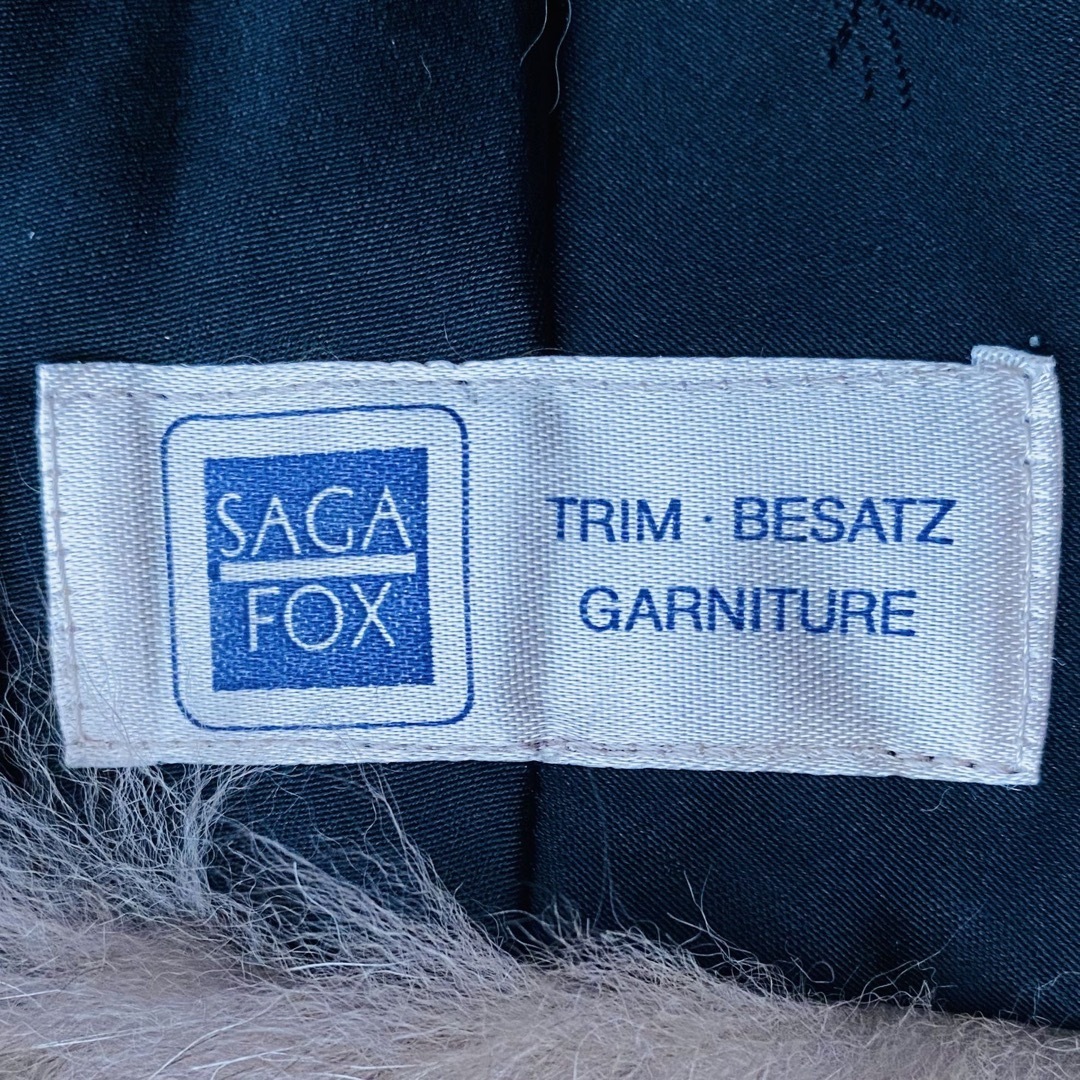 SAGA
FOX
TRIM · BESATZ
GARNITURE